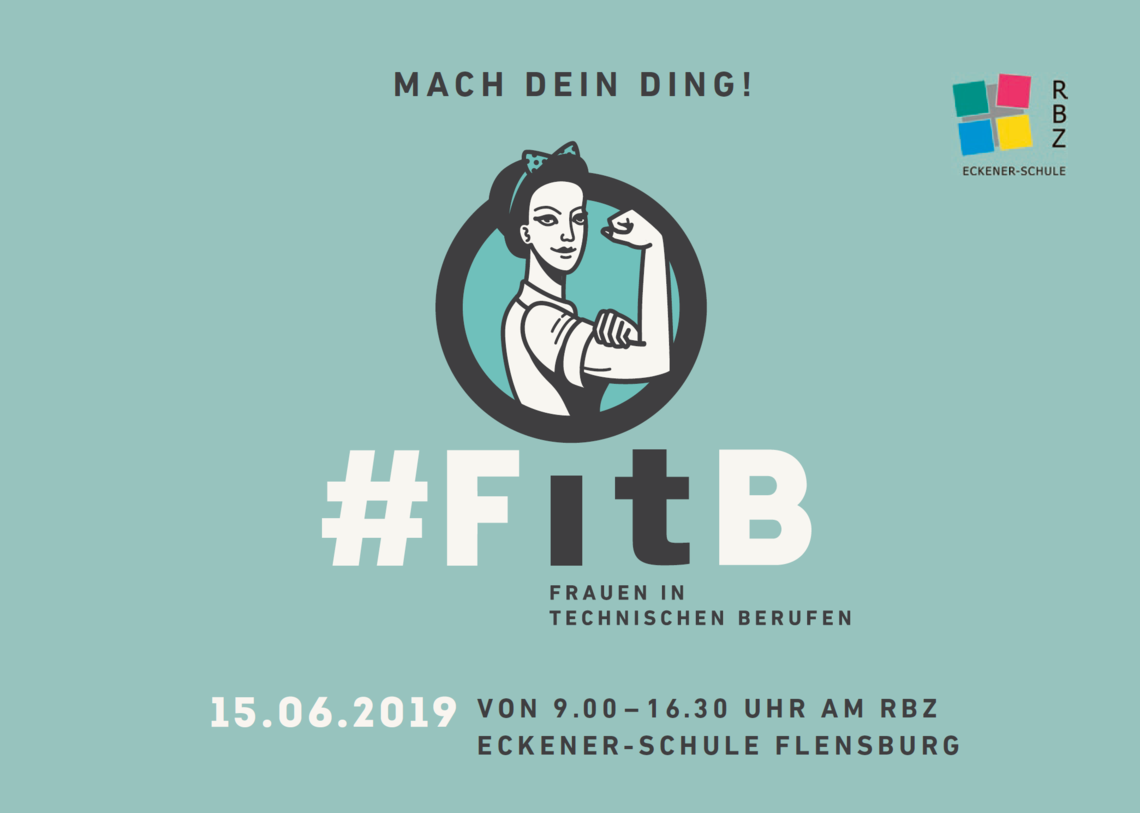 MACH DEIN DING!
RBZ
ECKENER-SCHULE
#FitB
FRAUEN IN
TECHNISCHEN BERUFEN
15.06.2019 VON 9.00–16.30 UHR AM RBZ
ECKENER-SCHULE FLENSBURG